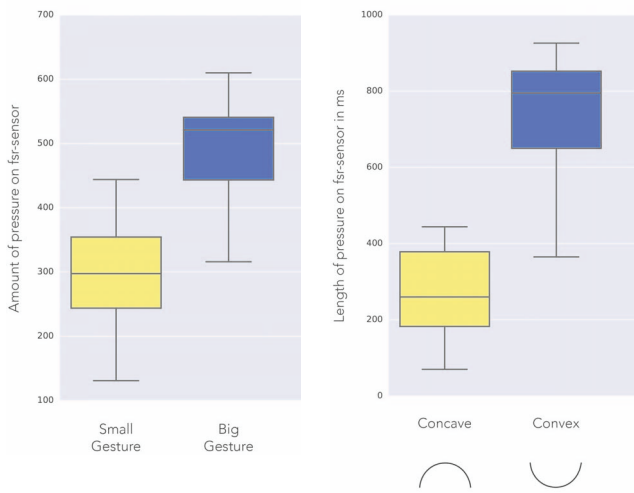 Amount of pressure on fsr-sensor
700
600
500
400
300
200
100
Small
Gesture
Big
Gesture
Length of pressure on fsr-sensor in ms
1000
800
600
400
200
0
Concave
Convex